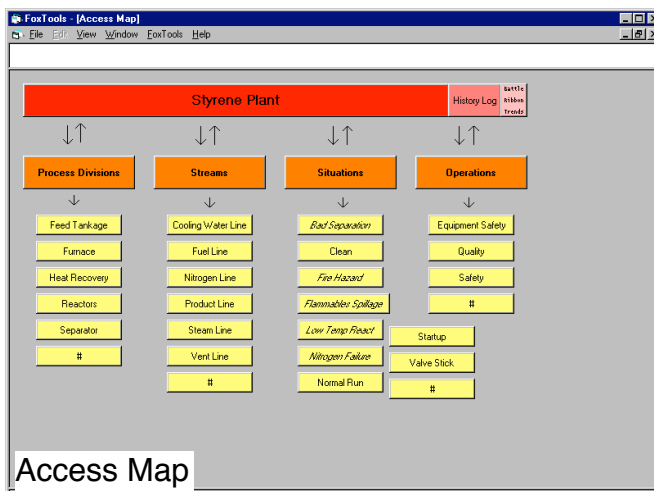 FoxTools - [Access Map]
File Edit View Window FoxTools Help
Styrene Plant
History Log
Battle
Ribbon
Trends
Process Divisions
Streams
Situations
Operations
Feed Tankage
Cooling Water Line
Bad Separation
Equipment Safety
Furnace
Fuel Line
Clean
Quality
Heat Recovery
Nitrogen Line
Fire Hazard
Safety
Reactors
Product Line
Flammables Spillage
#
Separator
Steam Line
Low Temp React
Startup
#
Vent Line
Nitrogen Failure
Valve Stick
#
Normal Run
#
Access Map